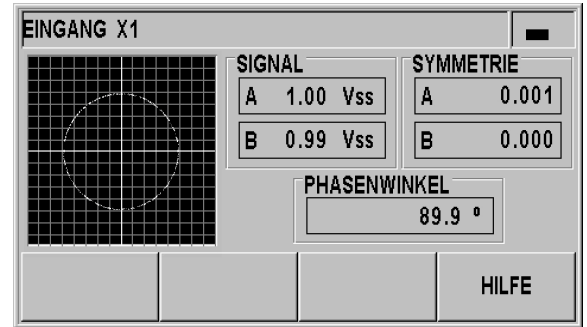 EINGANG X1
SIGNAL
A 1.00 Vss
B 0.99 Vss
SYMMETRIE
A 0.001
B 0.000
PHASENWINKEL
89.9 º
HILFE